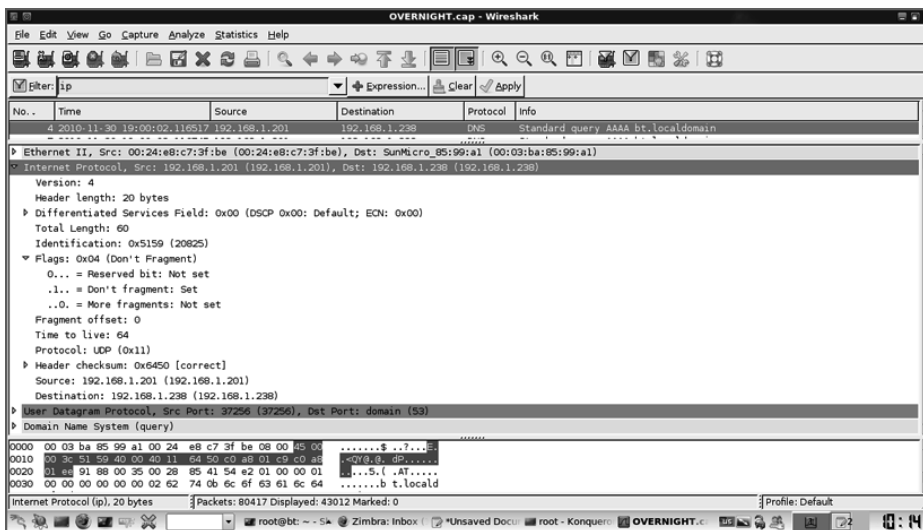 OVERNIGHT.cap - Wireshark
File Edit View Go Capture Analyze Statistics Help
Filter: ip Expression... Clear Apply
No. . Time Source Destination Protocol Info
4 2010-11-30 19:00:02.116517 192.168.1.201 192.168.1.238 DNS Standard query AAAA bt.localdomain
Ethernet II, Src: 00:24:e8:c7:3f:be (00:24:e8:c7:3f:be), Dst: SunMicro_85:99:a1 (00:03:ba:85:99:a1)
Internet Protocol, Src: 192.168.1.201 (192.168.1.201), Dst: 192.168.1.238 (192.168.1.238)
Version: 4
Header length: 20 bytes
Differentiated Services Field: 0x00 (DSCP 0x00: Default; ECN: 0x00)
Total Length: 60
Identification: 0x5159 (20825)
Flags: 0x04 (Don't Fragment)
0... = Reserved bit: Not set
.1.. = Don't fragment: Set
..0. = More fragments: Not set
Fragment offset: 0
Time to live: 64
Protocol: UDP (0x11)
Header checksum: 0x6450 [correct]
Source: 192.168.1.201 (192.168.1.201)
Destination: 192.168.1.238 (192.168.1.238)
User Datagram Protocol, Src Port: 37256 (37256), Dst Port: domain (53)
Domain Name System (query)
0000 00 03 ba 85 99 a1 00 24 e8 c7 3f be 08 00 45 00 .......$ ..?...E.
0010 00 3c 51 59 40 00 40 11 64 50 c0 a8 01 c9 c0 a8 .<QY@.@. dP......
0020 01 ee 91 88 00 35 00 28 85 41 54 e2 01 00 00 01 .....5.( .AT.....
0030 00 00 00 00 00 00 02 62 74 0b 6c 6f 63 61 6c 64 .......b t.locald
Internet Protocol (ip), 20 bytes Packets: 80417 Displayed: 43012 Marked: 0 Profile: Default
root@bt: ~ - S Zimbra: Inbox ( *Unsaved Docu root - Konquero OVERNIGHT.c us 2